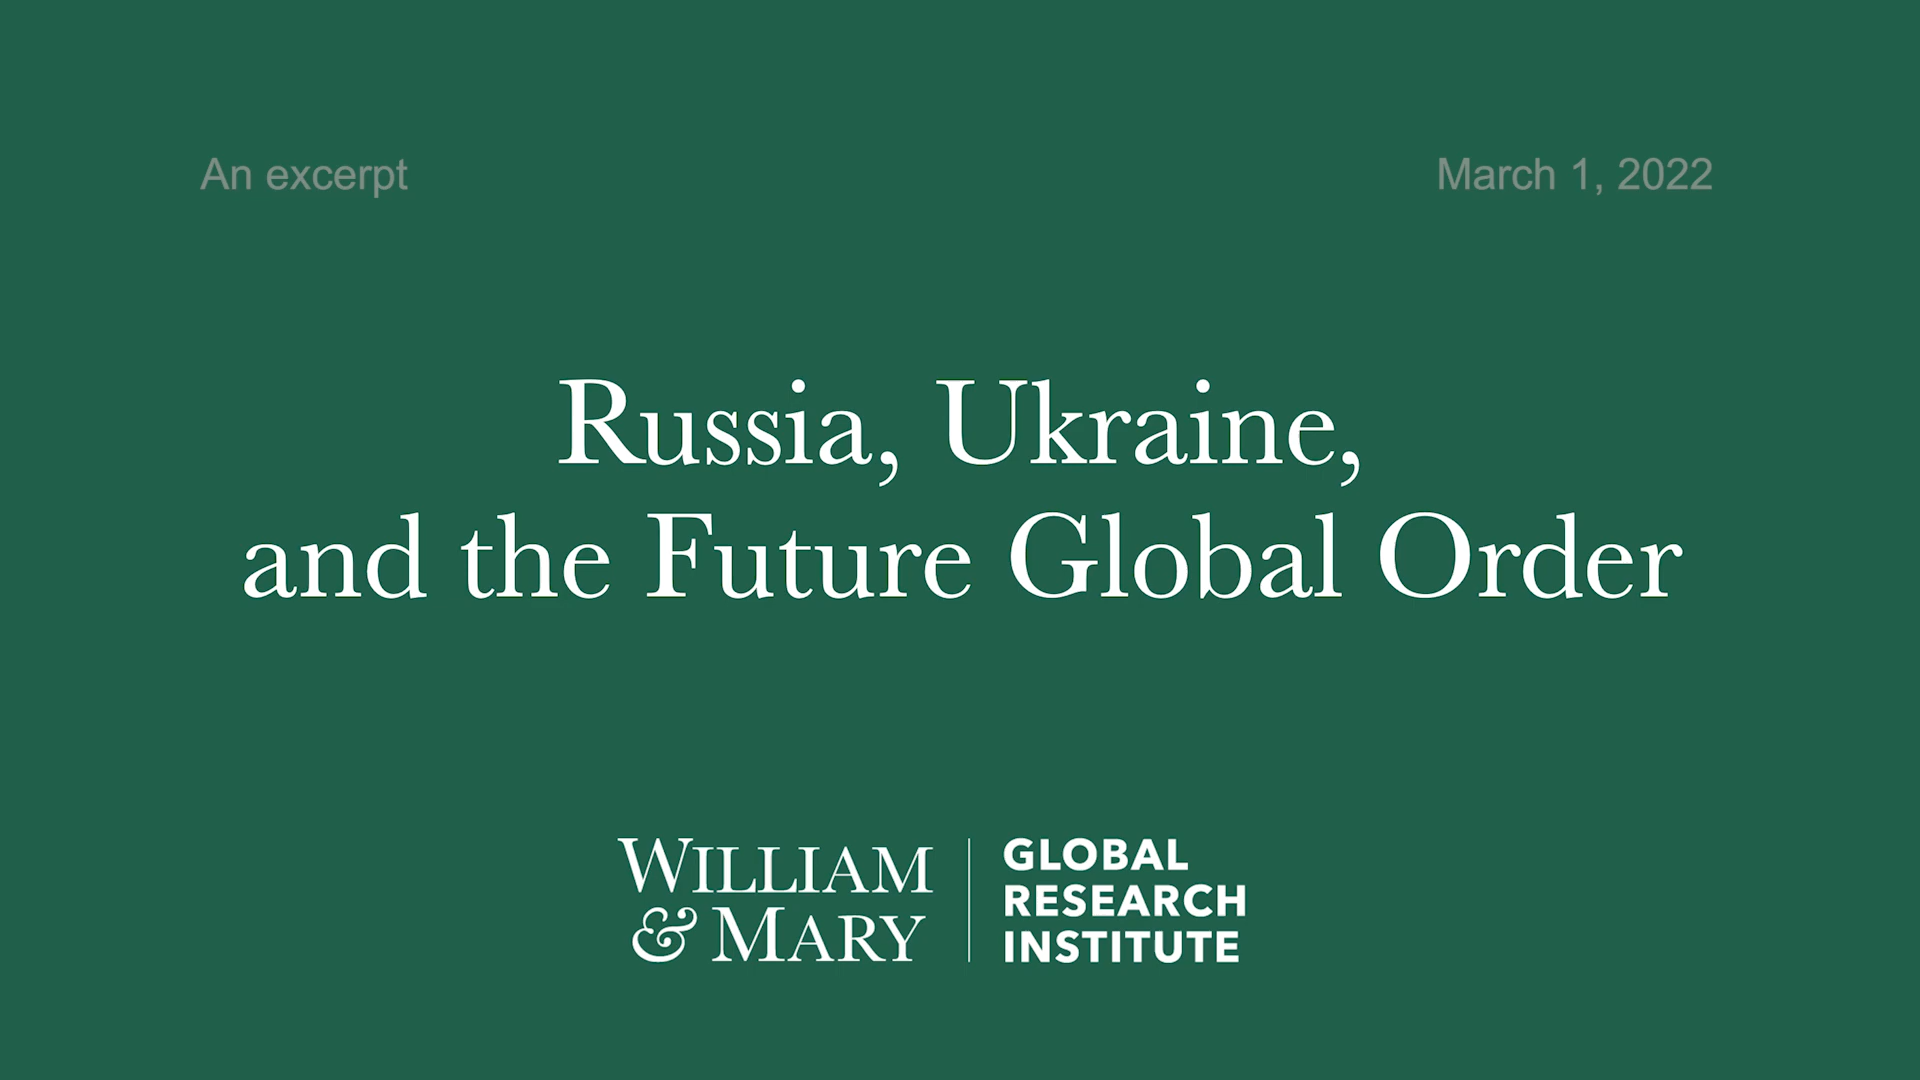 An excerpt
March 1, 2022
Russia, Ukraine,
and the Future Global Order
WILLIAM
& MARY
GLOBAL
RESEARCH
INSTITUTE